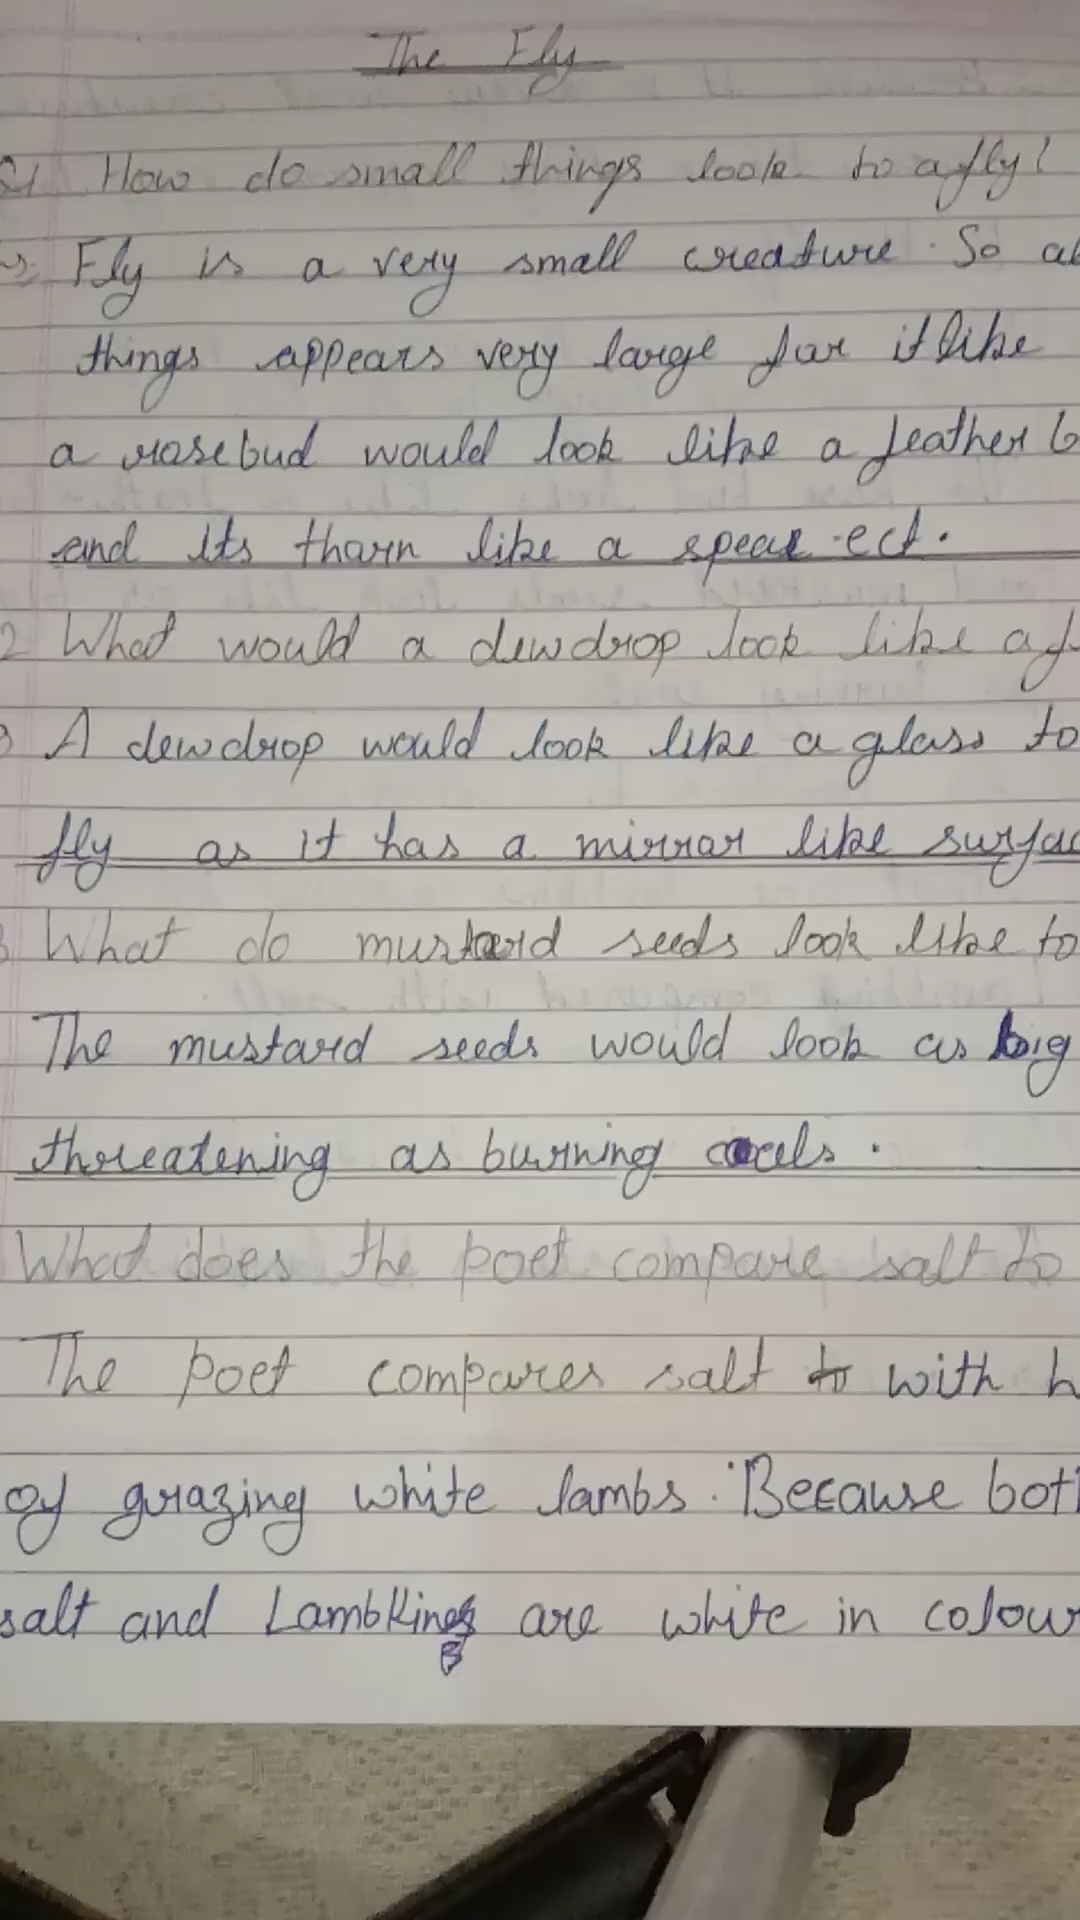 The Fly
Q1 How do small things look to a fly?
Fly is a very small creature. So
things appears very large for it like
a rosebud would look like a feather
and its thorn like a spear ect.
2 What would a dewdrop look like a
A dewdrop would look like a glass to
fly as it has a mirror like
What do mustard seeds look like to
The mustard seeds would look as big
threatening as burning coals.
What does the poet compare salt to
The poet compares salt to with
of grazing white lambs. Because
salt and Lambkings are white in